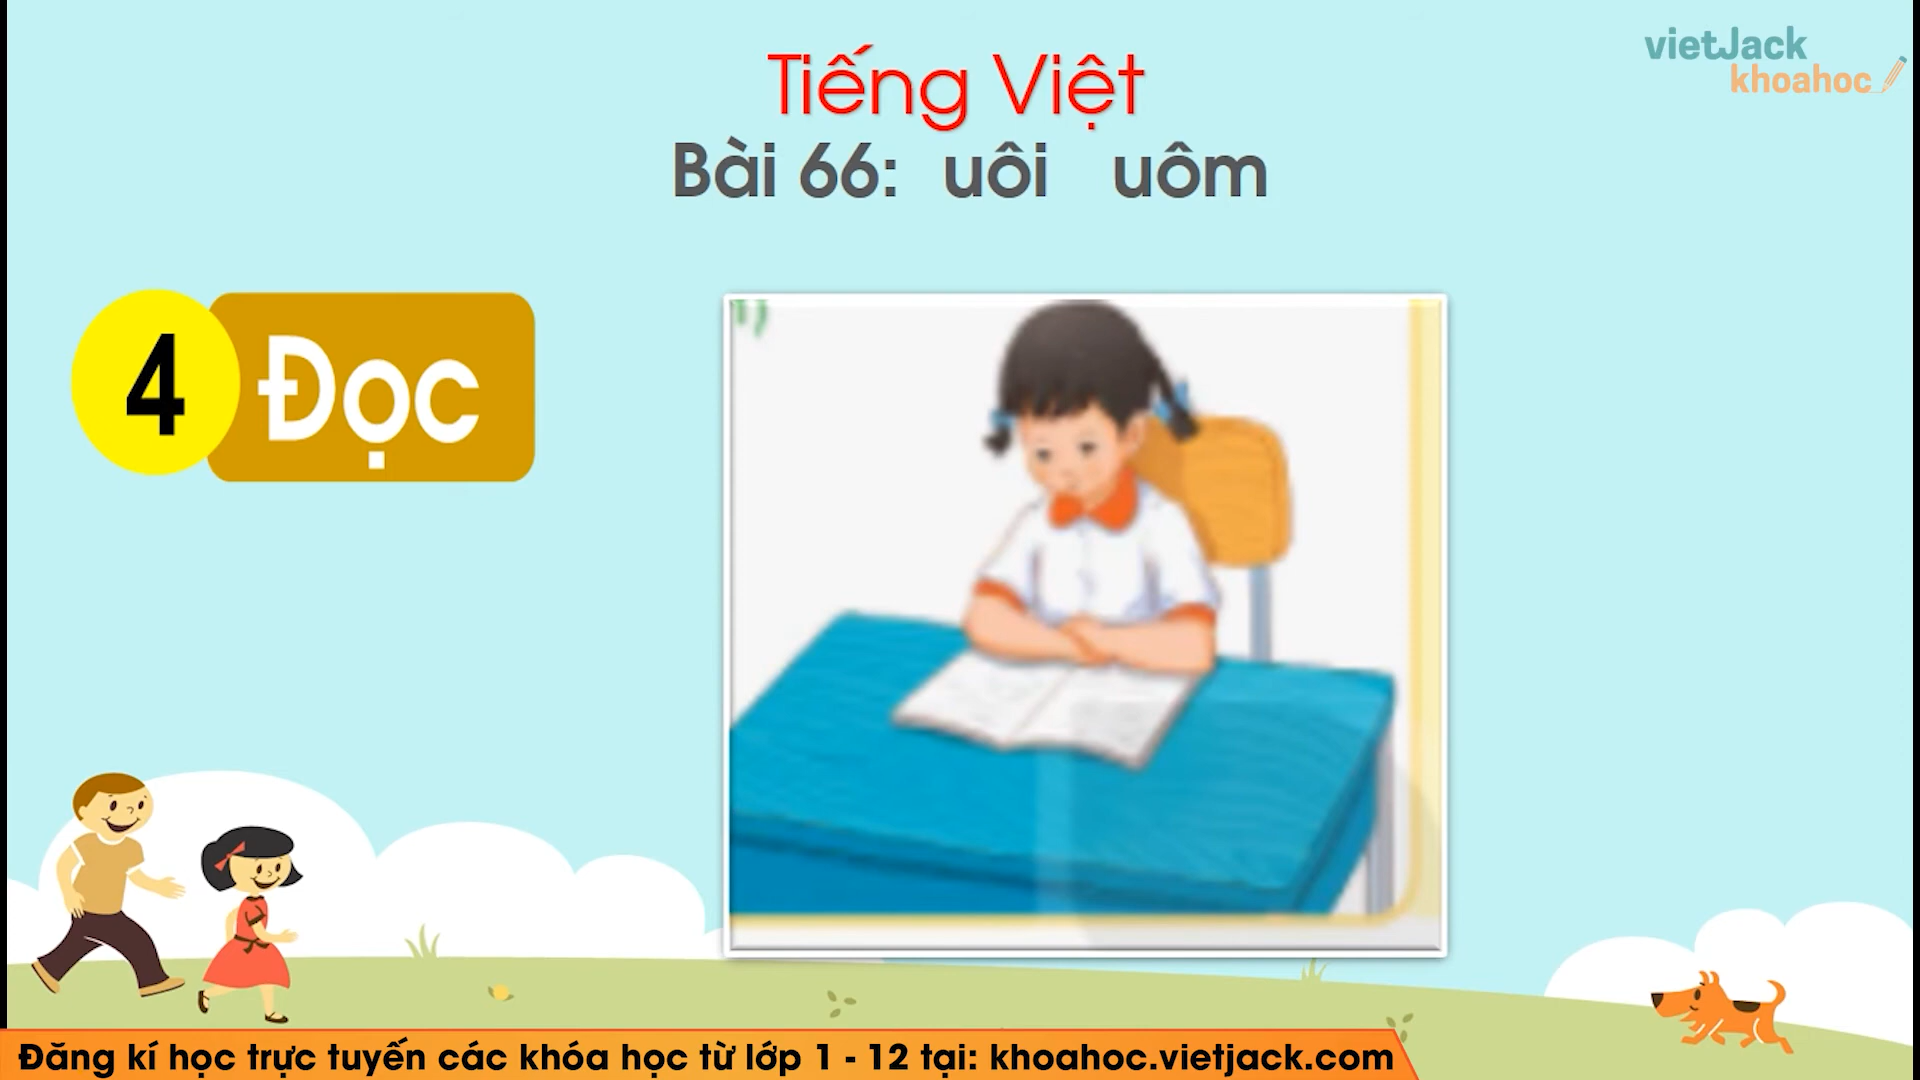 vietJack
khoahoc
Tiếng Việt
Bài 66: uôi uôm
4 Đọc
Đăng kí học trực tuyến các khóa học từ lớp 1 - 12 tại: khoahoc.vietjack.com